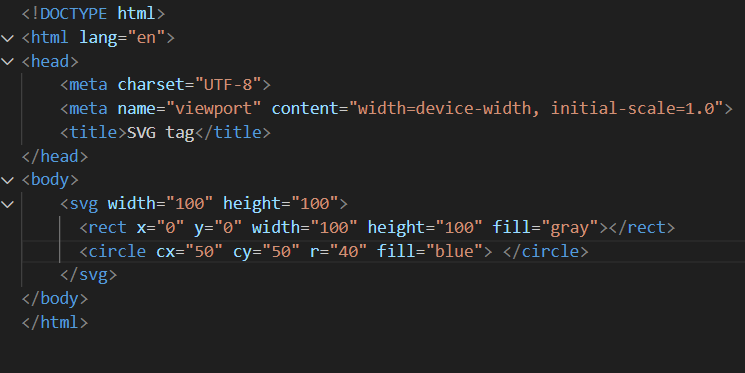 <!DOCTYPE html>
<html lang="en">
<head>
    <meta charset="UTF-8">
    <meta name="viewport" content="width=device-width, initial-scale=1.0">
    <title>SVG tag</title>
</head>
<body>
    <svg width="100" height="100">
      <rect x="0" y="0" width="100" height="100" fill="gray"></rect>
      <circle cx="50" cy="50" r="40" fill="blue"> </circle>
    </svg>
</body>
</html>